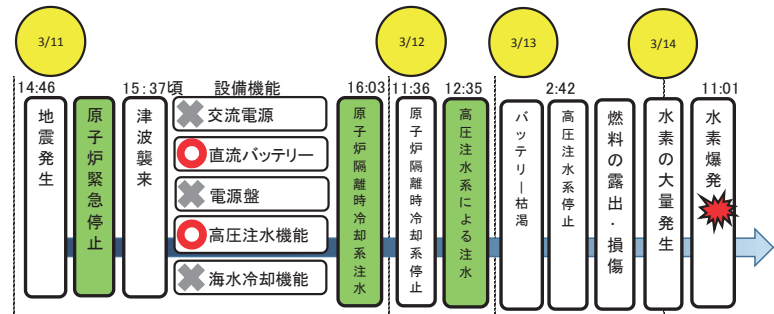 3/11
3/12
3/13
3/14
14:46
15:37頃
設備機能
16:03
11:36
12:35
2:42
11:01
地震発生
原子炉緊急停止
津波襲来
交流電源
直流バッテリー
電源盤
高圧注水機能
海水冷却機能
原子炉隔離時冷却系注水
原子炉隔離時冷却系停止
高圧注水系による注水
バッテリー枯渇
高圧注水系停止
燃料の露出・損傷
水素の大量発生
水素爆発